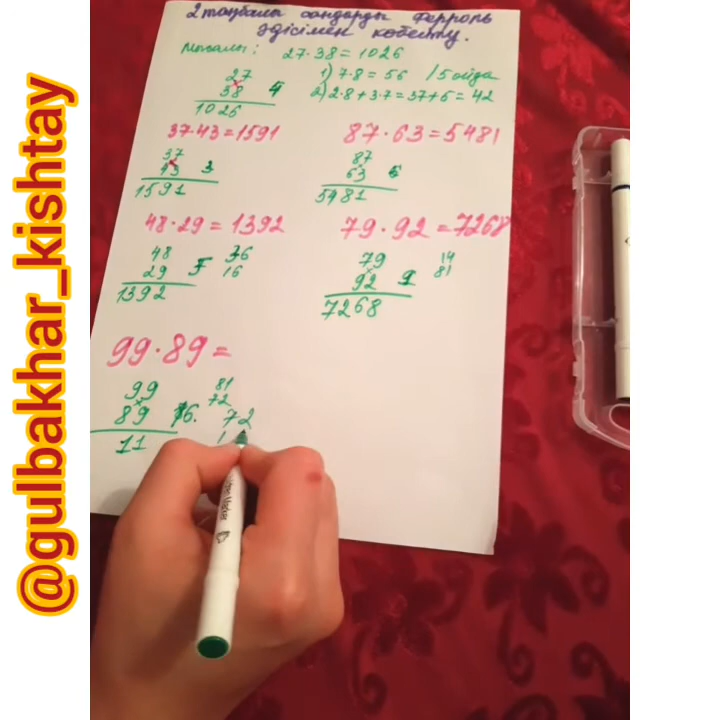 2 таңбалы сандарды ферроль
әдісімен көбейту.
Мысалы: 27·38=1026
27
38 4
1026
1) 7·8=56 /5 ойда
2) 2·8+3·7=37+5=42
37·43=1591
37
43 3
1591
87·63=5481
87
63 6
5481
48·29=1392
48 36
29 5 16
1392
79·92=7268
79 14
92 9 81
7268
99·89=
99 81
89 16. 72
72
11
@gulbakhar_kishtay